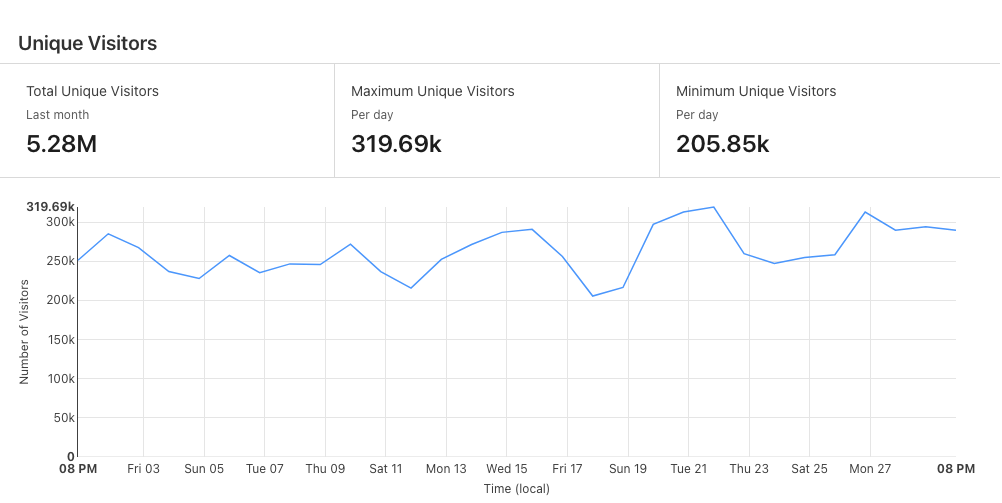 Unique Visitors
Total Unique Visitors
Last month
5.28M
Maximum Unique Visitors
Per day
319.69k
Minimum Unique Visitors
Per day
205.85k
319.69k
300k
250k
200k
150k
100k
50k
0
Number of Visitors
08 PM Fri 03 Sun 05 Tue 07 Thu 09 Sat 11 Mon 13 Wed 15 Fri 17 Sun 19 Tue 21 Thu 23 Sat 25 Mon 27 08 PM
Time (local)